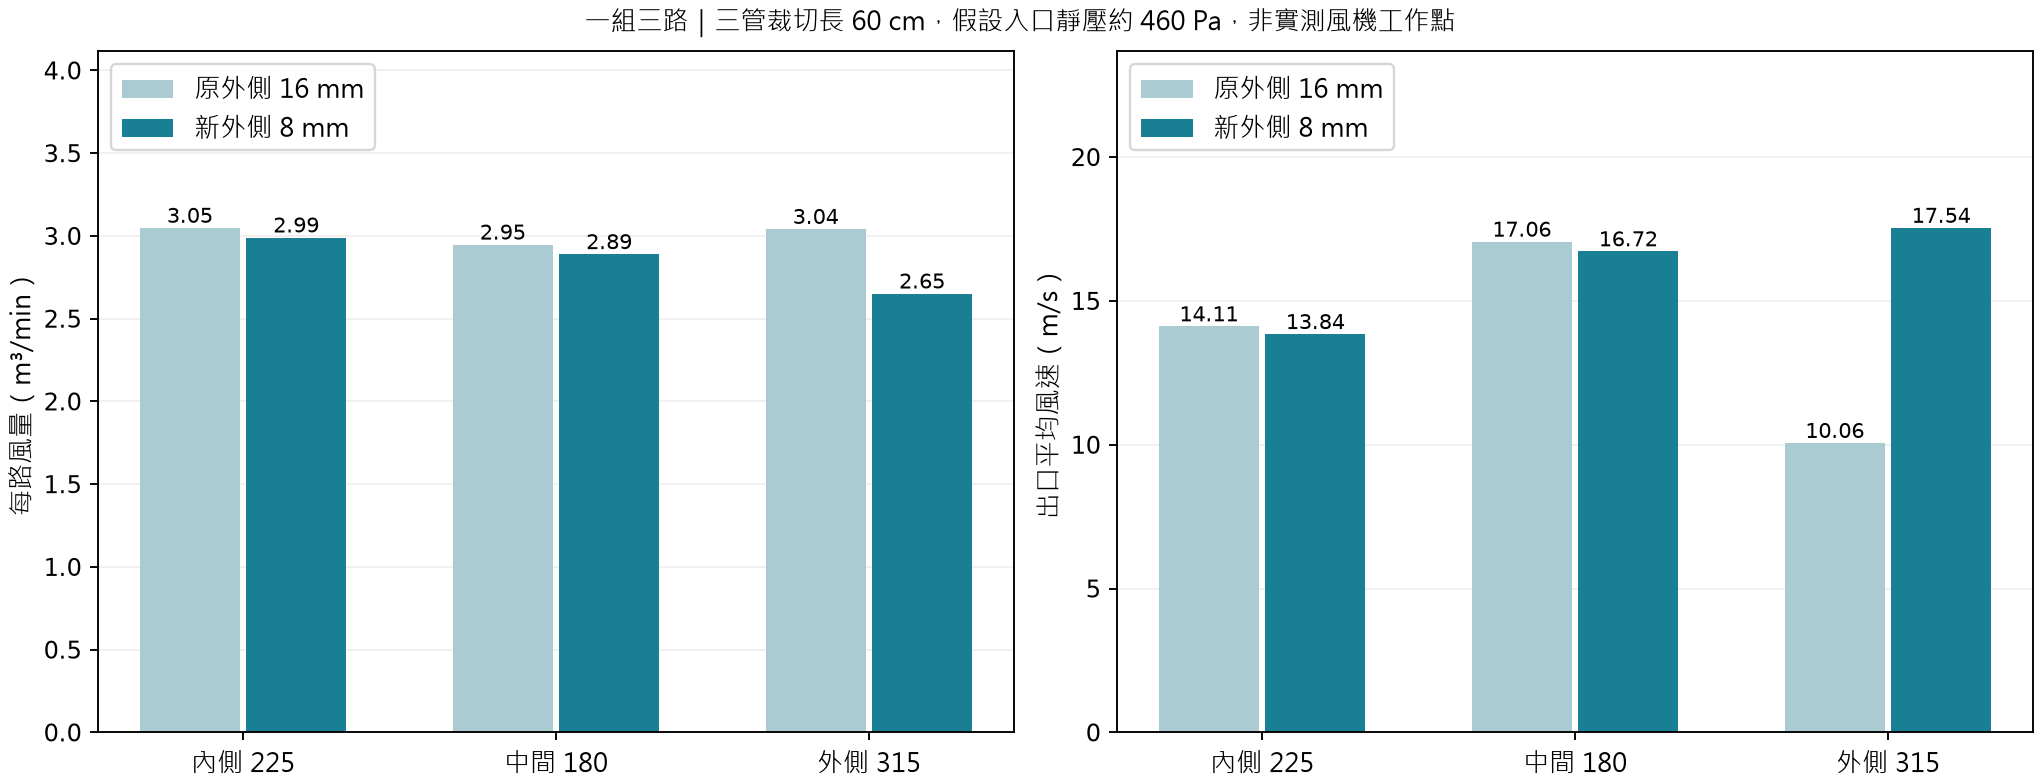 一組三路 | 三管裁切長 60 cm，假設入口靜壓約 460 Pa，非實測風機工作點
每路風量（m³/min）
4.0
3.5
3.0
2.5
2.0
1.5
1.0
0.5
0.0
原外側 16 mm
新外側 8 mm
3.05
2.99
2.95
2.89
3.04
2.65
內側 225
中間 180
外側 315
出口平均風速（m/s）
20
15
10
5
0
原外側 16 mm
新外側 8 mm
14.11
13.84
17.06
16.72
10.06
17.54
內側 225
中間 180
外側 315